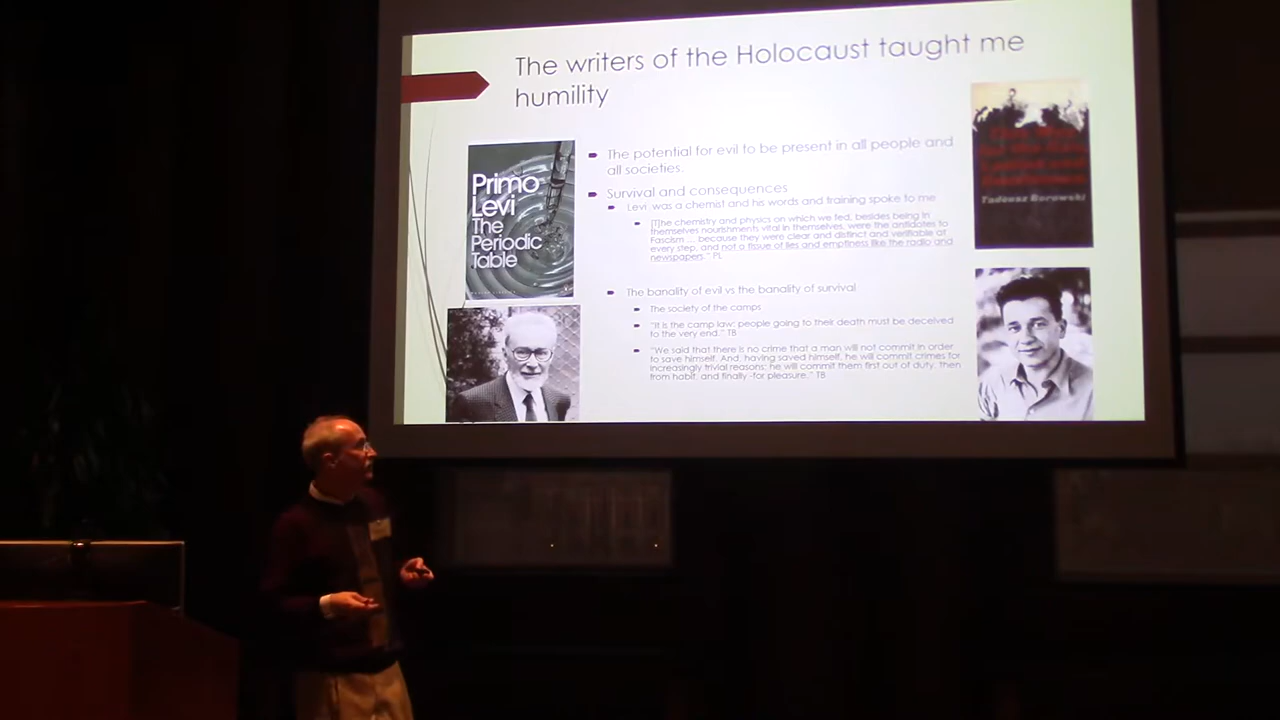 The writers of the Holocaust taught me
humility
Primo
Levi
The
Periodic
Table
The potential for evil to be present in all people and
all societies.
Survival and consequences
Levi was a chemist and his words and training spoke to me
[T]he chemistry and physics on which we fed, besides being in
themselves nourishments vital in themselves, were the antidotes to
Fascism ... because they were clear and distinct and verifiable at
every step, and not a tissue of lies and emptiness like the radio and
newspapers." PL
The banality of evil vs the banality of survival
The society of the camps
"It is the camp law: people going to their death must be deceived
to the very end." TB
"We said that there is no crime that a man will not commit in order
to save himself. And, having saved himself, he will commit crimes for
increasingly trivial reasons; he will commit them first out of duty, then
from habit, and finally -for pleasure." TB
Tadeusz Borowski